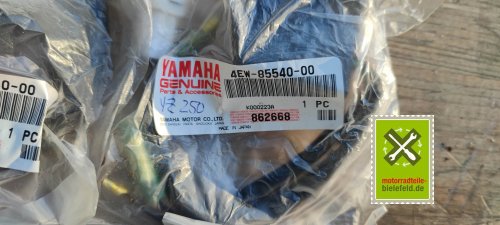 YAMAHA
GENUINE
Parts & Accessories
4EW-85540-00
YZ 250
K000223A
1 PC
YAMAHA MOTOR CO., LTD.
862668
MADE IN JAPAN
0-00
1 PC
motorradteile-
bielefeld.de